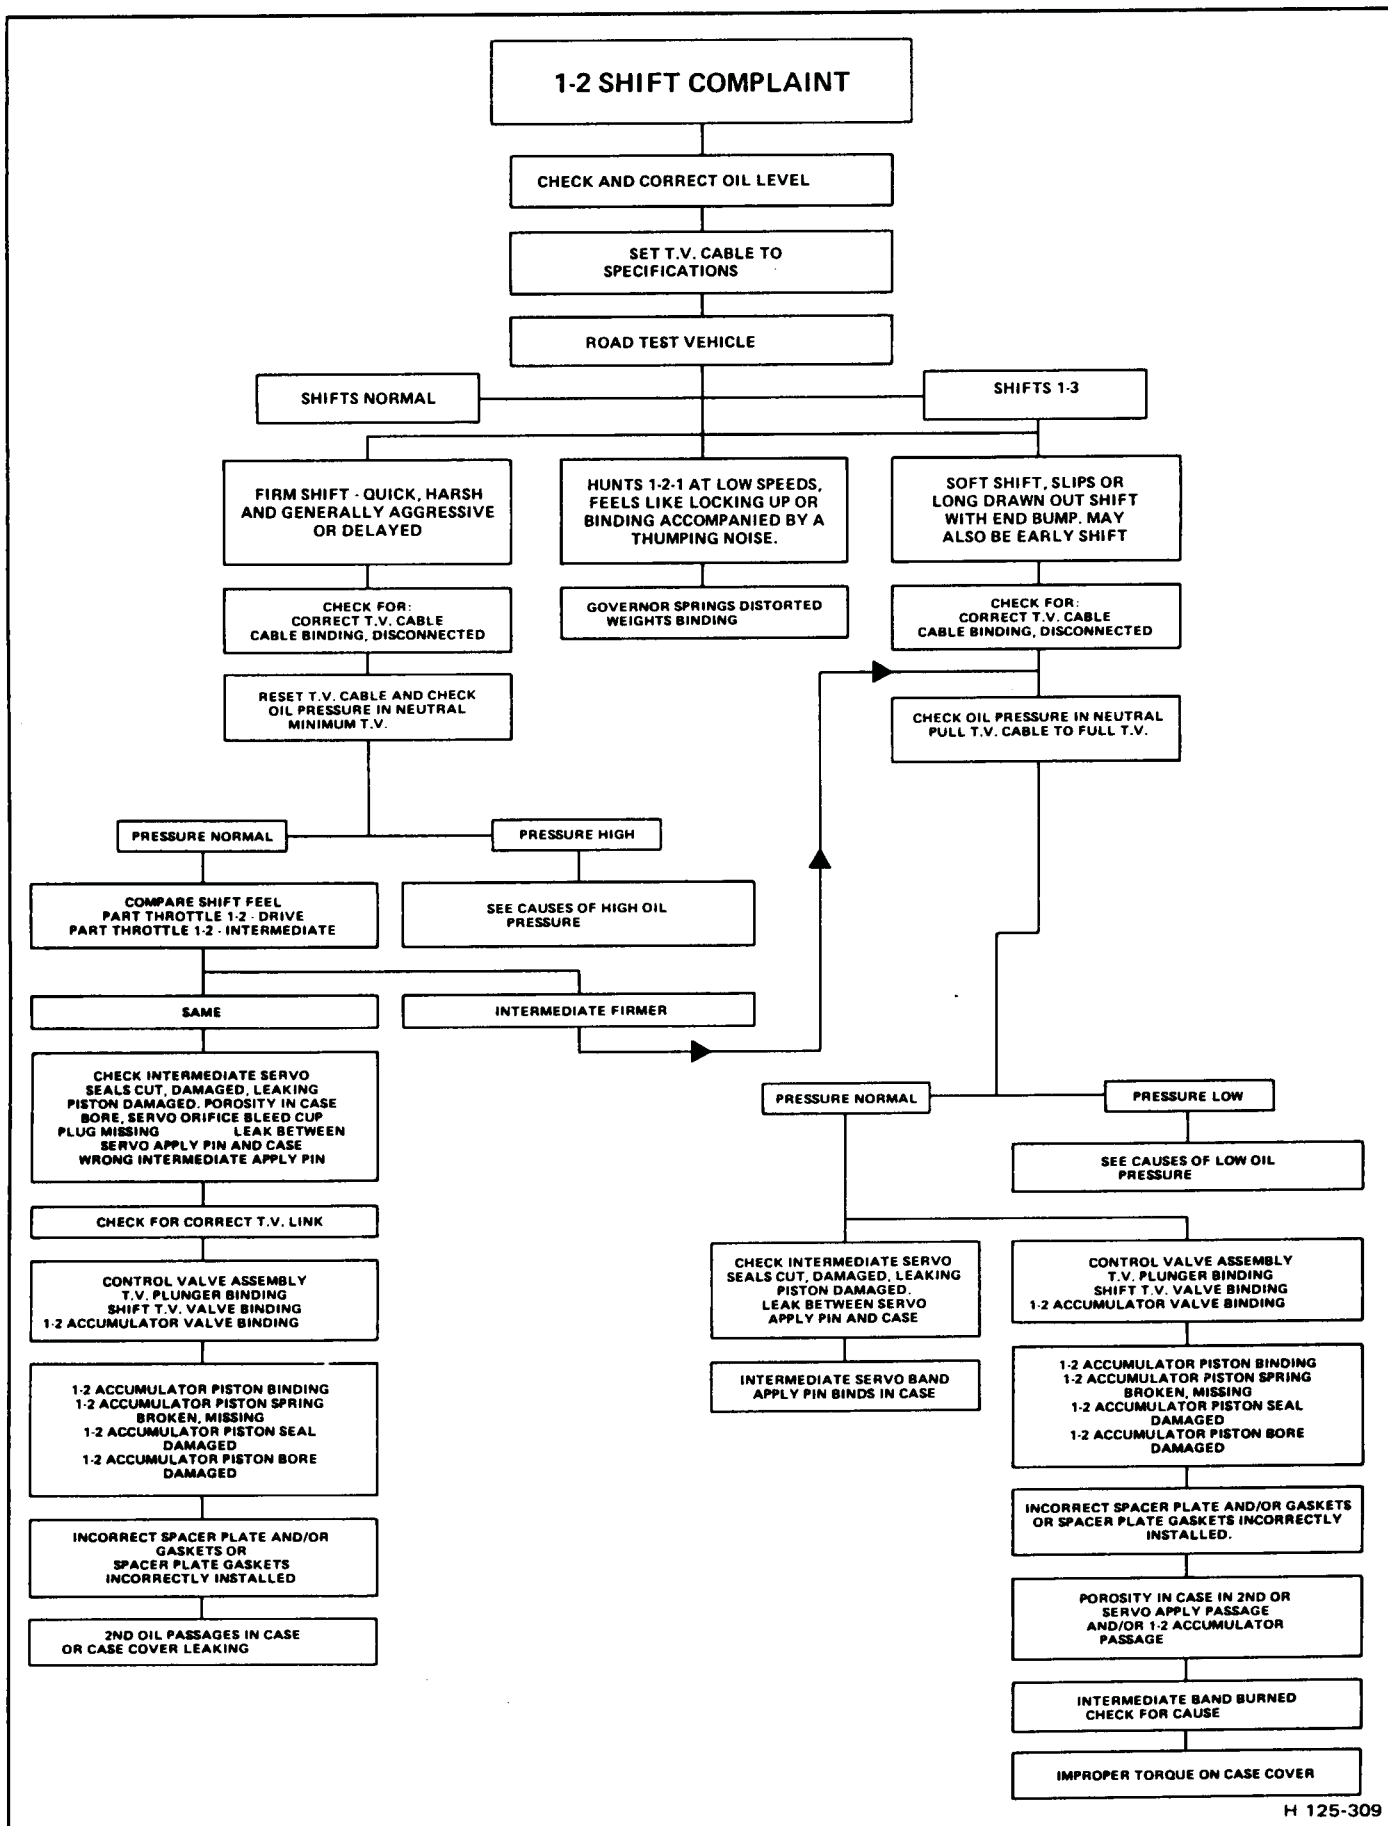 1-2 SHIFT COMPLAINT
CHECK AND CORRECT OIL LEVEL
SET T.V. CABLE TO
SPECIFICATIONS
ROAD TEST VEHICLE
SHIFTS NORMAL
SHIFTS 1-3
FIRM SHIFT - QUICK, HARSH
AND GENERALLY AGGRESSIVE
OR DELAYED
HUNTS 1-2-1 AT LOW SPEEDS,
FEELS LIKE LOCKING UP OR
BINDING ACCOMPANIED BY A
THUMPING NOISE.
SOFT SHIFT, SLIPS OR
LONG DRAWN OUT SHIFT
WITH END BUMP. MAY
ALSO BE EARLY SHIFT
CHECK FOR:
CORRECT T.V. CABLE
CABLE BINDING, DISCONNECTED
GOVERNOR SPRINGS DISTORTED
WEIGHTS BINDING
CHECK FOR:
CORRECT T.V. CABLE
CABLE BINDING, DISCONNECTED
RESET T.V. CABLE AND CHECK
OIL PRESSURE IN NEUTRAL
MINIMUM T.V.
CHECK OIL PRESSURE IN NEUTRAL
PULL T.V. CABLE TO FULL T.V.
PRESSURE NORMAL
PRESSURE HIGH
COMPARE SHIFT FEEL
PART THROTTLE 1-2 - DRIVE
PART THROTTLE 1-2 - INTERMEDIATE
SEE CAUSES OF HIGH OIL
PRESSURE
SAME
INTERMEDIATE FIRMER
CHECK INTERMEDIATE SERVO
SEALS CUT, DAMAGED, LEAKING
PISTON DAMAGED. POROSITY IN CASE
BORE, SERVO ORIFICE BLEED CUP
PLUG MISSING LEAK BETWEEN
SERVO APPLY PIN AND CASE
WRONG INTERMEDIATE APPLY PIN
PRESSURE NORMAL
PRESSURE LOW
SEE CAUSES OF LOW OIL
PRESSURE
CHECK FOR CORRECT T.V. LINK
CONTROL VALVE ASSEMBLY
T.V. PLUNGER BINDING
SHIFT T.V. VALVE BINDING
1-2 ACCUMULATOR VALVE BINDING
CHECK INTERMEDIATE SERVO
SEALS CUT, DAMAGED, LEAKING
PISTON DAMAGED.
LEAK BETWEEN SERVO
APPLY PIN AND CASE
CONTROL VALVE ASSEMBLY
T.V. PLUNGER BINDING
SHIFT T.V. VALVE BINDING
1-2 ACCUMULATOR VALVE BINDING
1-2 ACCUMULATOR PISTON BINDING
1-2 ACCUMULATOR PISTON SPRING
BROKEN, MISSING
1-2 ACCUMULATOR PISTON SEAL
DAMAGED
1-2 ACCUMULATOR PISTON BORE
DAMAGED
INTERMEDIATE SERVO BAND
APPLY PIN BINDS IN CASE
1-2 ACCUMULATOR PISTON BINDING
1-2 ACCUMULATOR PISTON SPRING
BROKEN, MISSING
1-2 ACCUMULATOR PISTON SEAL
DAMAGED
1-2 ACCUMULATOR PISTON BORE
DAMAGED
INCORRECT SPACER PLATE AND/OR
GASKETS OR
SPACER PLATE GASKETS
INCORRECTLY INSTALLED
INCORRECT SPACER PLATE AND/OR GASKETS
OR SPACER PLATE GASKETS INCORRECTLY
INSTALLED.
2ND OIL PASSAGES IN CASE
OR CASE COVER LEAKING
POROSITY IN CASE IN 2ND OR
SERVO APPLY PASSAGE
AND/OR 1-2 ACCUMULATOR
PASSAGE
INTERMEDIATE BAND BURNED
CHECK FOR CAUSE
IMPROPER TORQUE ON CASE COVER
H 125-309